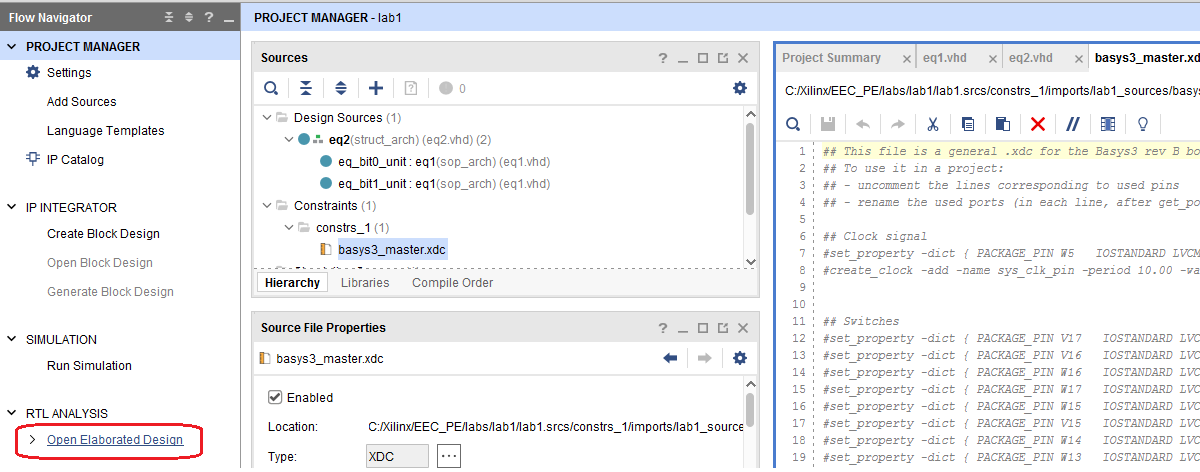 Flow Navigator
PROJECT MANAGER
Settings
Add Sources
Language Templates
IP Catalog
IP INTEGRATOR
Create Block Design
Open Block Design
Generate Block Design
SIMULATION
Run Simulation
RTL ANALYSIS
Open Elaborated Design
PROJECT MANAGER - lab1
Sources
0
Design Sources (1)
eq2(struct_arch) (eq2.vhd) (2)
eq_bit0_unit : eq1(sop_arch) (eq1.vhd)
eq_bit1_unit : eq1(sop_arch) (eq1.vhd)
Constraints (1)
constrs_1 (1)
basys3_master.xdc
Hierarchy Libraries Compile Order
Source File Properties
basys3_master.xdc
Enabled
Location: C:/Xilinx/EEC_PE/labs/lab1/lab1.srcs/constrs_1/imports/lab1_source
Type: XDC ...
Project Summary eq1.vhd eq2.vhd basys3_master.xd
C:/Xilinx/EEC_PE/labs/lab1/lab1.srcs/constrs_1/imports/lab1_sources/basys
1 ## This file is a general .xdc for the Basys3 rev B bo
2 ## To use it in a project:
3 ## - uncomment the lines corresponding to used pins
4 ## - rename the used ports (in each line, after get_po
5
6 ## Clock signal
7 #set_property -dict { PACKAGE_PIN W5 IOSTANDARD LVCM
8 #create_clock -add -name sys_clk_pin -period 10.00 -wa
9
10
11 ## Switches
12 #set_property -dict { PACKAGE_PIN V17 IOSTANDARD LVC
13 #set_property -dict { PACKAGE_PIN V16 IOSTANDARD LVC
14 #set_property -dict { PACKAGE_PIN W16 IOSTANDARD LVC
15 #set_property -dict { PACKAGE_PIN W17 IOSTANDARD LVC
16 #set_property -dict { PACKAGE_PIN W15 IOSTANDARD LVC
17 #set_property -dict { PACKAGE_PIN V15 IOSTANDARD LVC
18 #set_property -dict { PACKAGE_PIN W14 IOSTANDARD LVC
19 #set_property -dict { PACKAGE_PIN W13 IOSTANDARD LVC